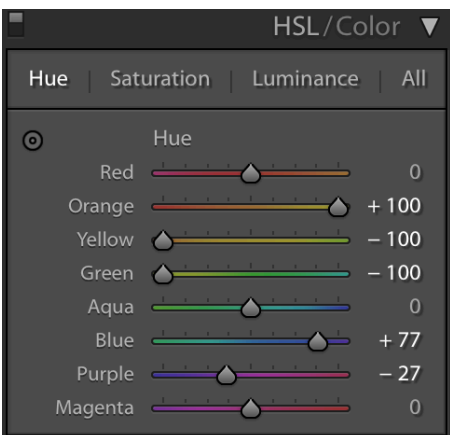 HSL / Color ▼
Hue | Saturation | Luminance | All
Hue
Red 0
Orange + 100
Yellow − 100
Green − 100
Aqua 0
Blue + 77
Purple − 27
Magenta 0